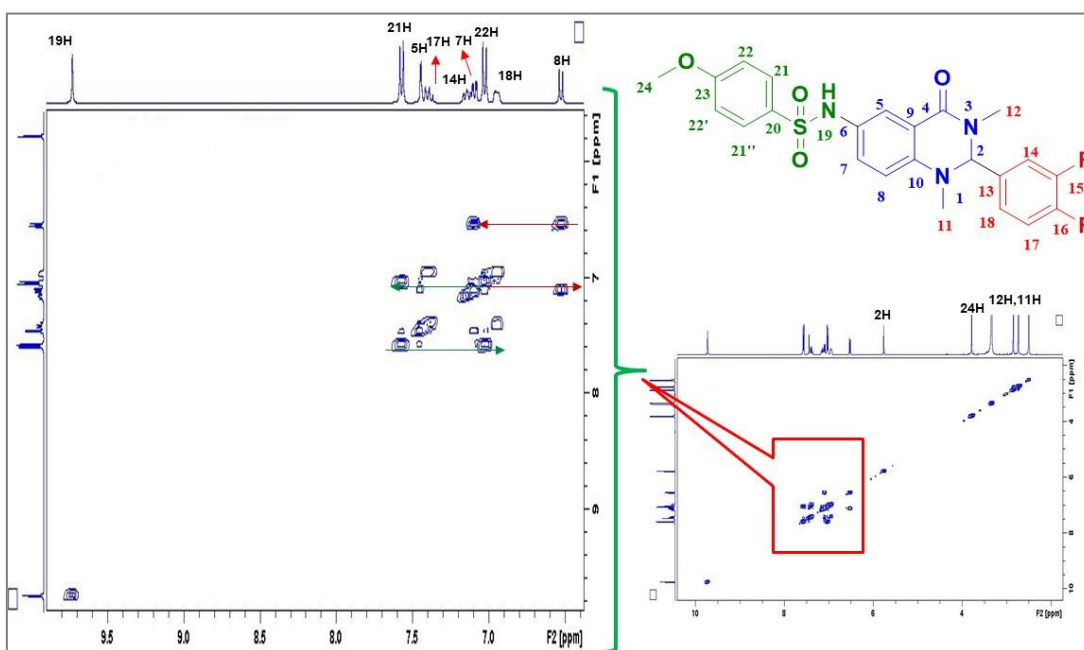 19H
21H
5H
17H
7H
22H
14H
18H
8H
F1 [ppm]
7
8
9
9.5
9.0
8.5
8.0
7.5
7.0
F2 [ppm]
24
O
23
22
21
22'
21''
20
O
S
O
NH
19
6
5
7
8
9
10
4
O
3
N
12
2
N
1
11
13
14
15
16
17
18
F
F
2H
24H
12H,11H
F1 [ppm]
4
6
8
10
10
8
6
4
F2 [ppm]